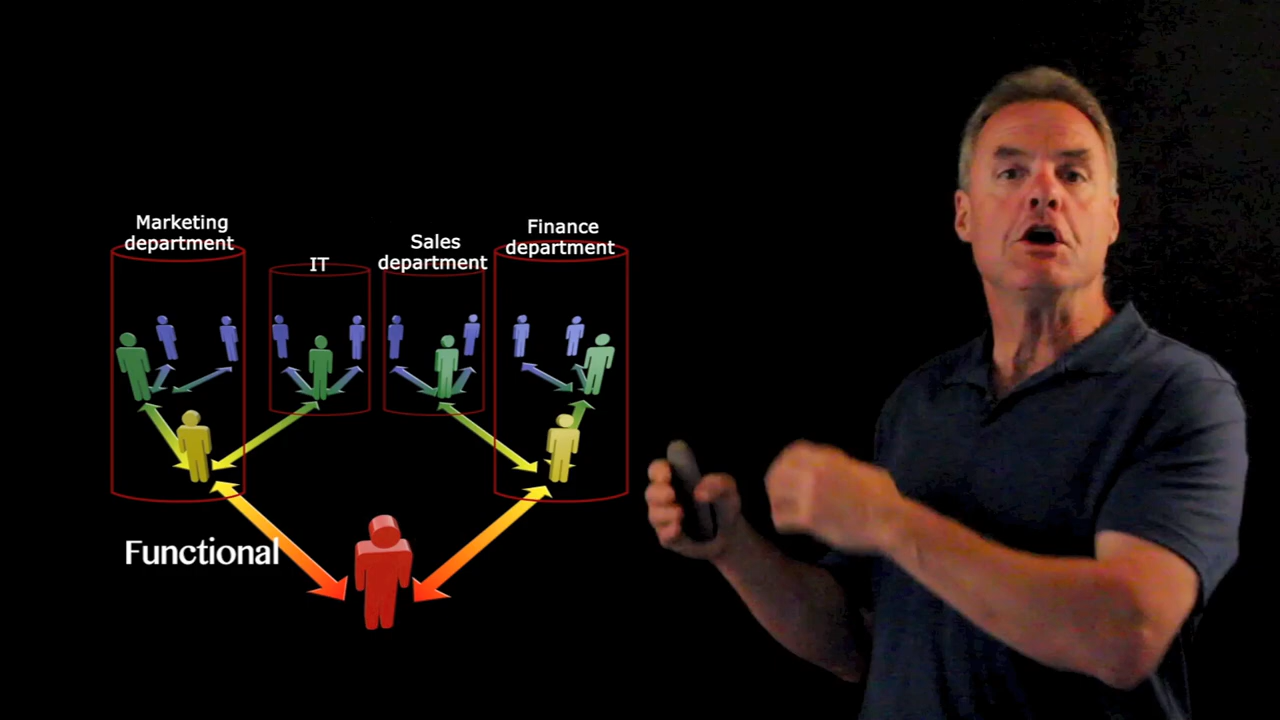 Marketing
department
IT
Sales
department
Finance
department
Functional